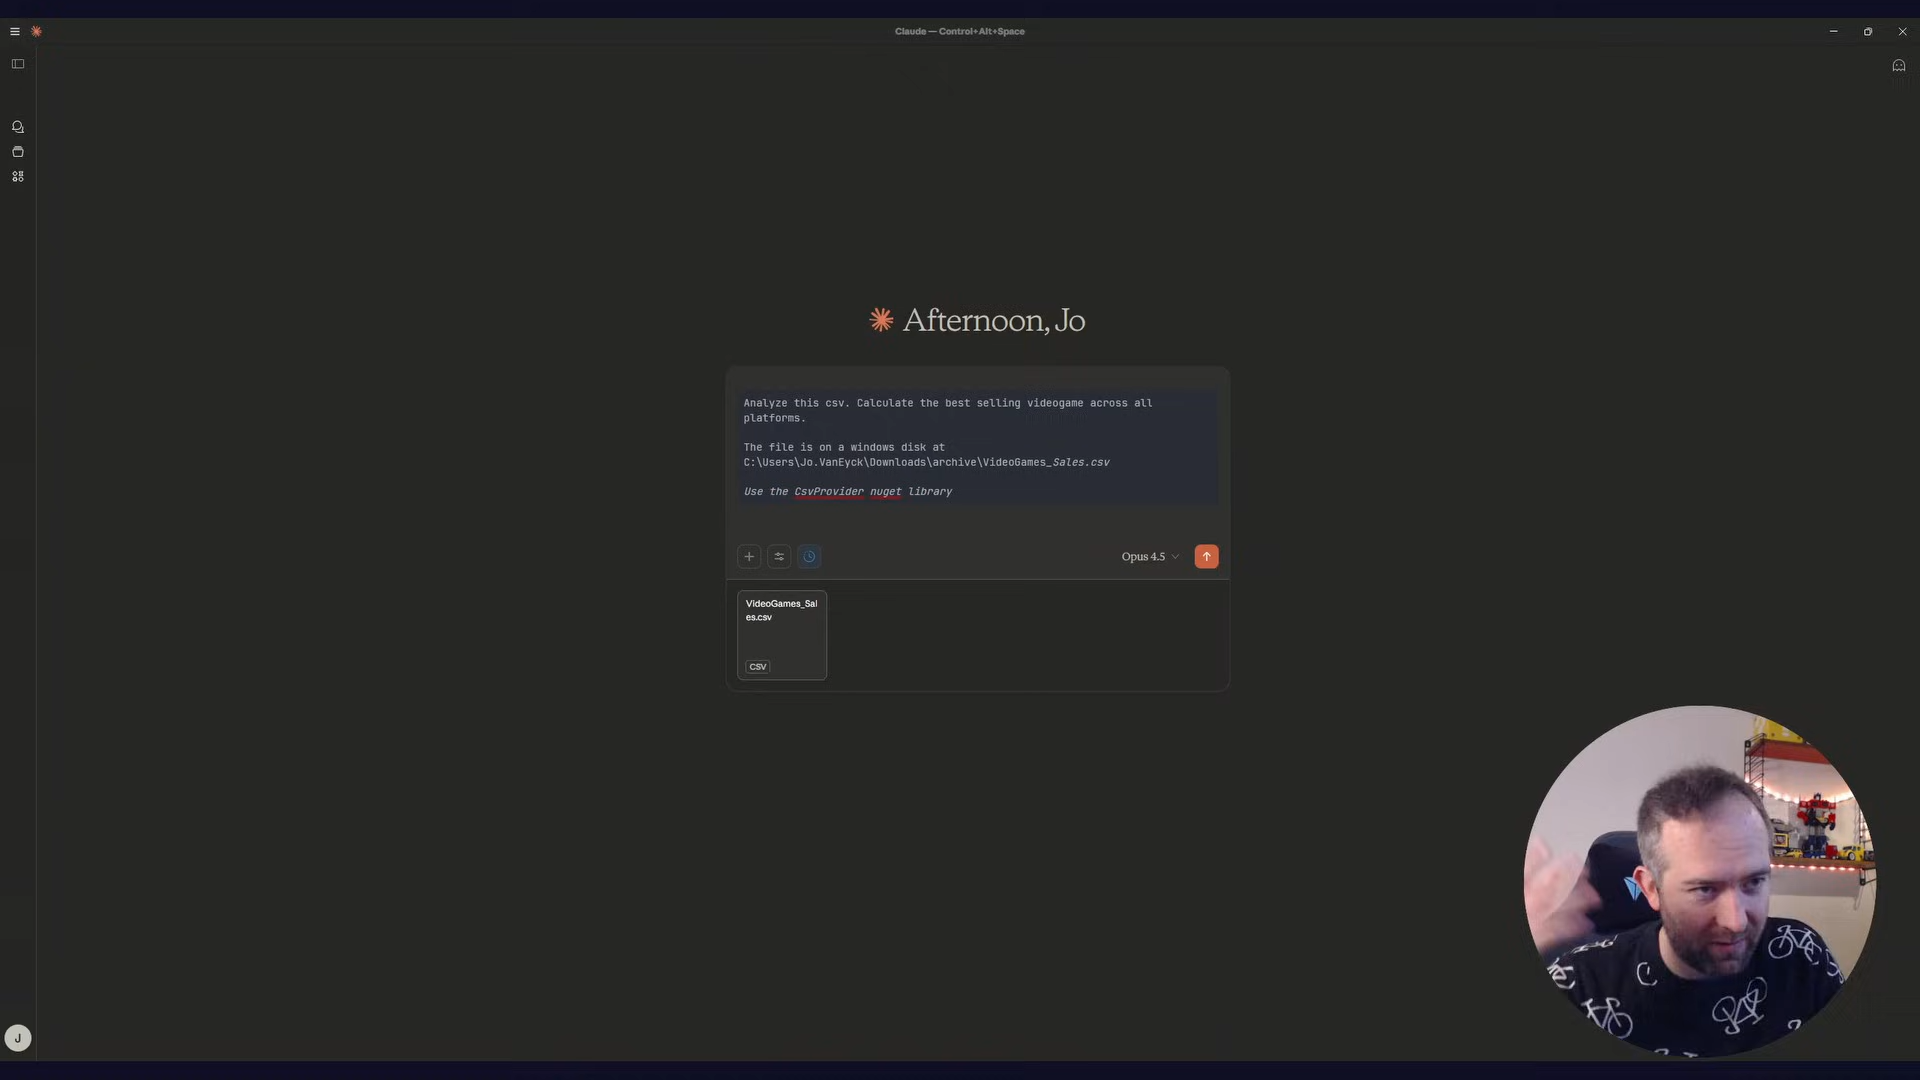 Claude — Control+Alt+Space
Afternoon, Jo
Analyze this csv. Calculate the best selling videogame across all
platforms.
The file is on a windows disk at
C:\Users\Jo.VanEyck\Downloads\archive\VideoGames_Sales.csv
Use the CsvProvider nuget library
Opus 4.5
VideoGames_Sal
es.csv
CSV
J